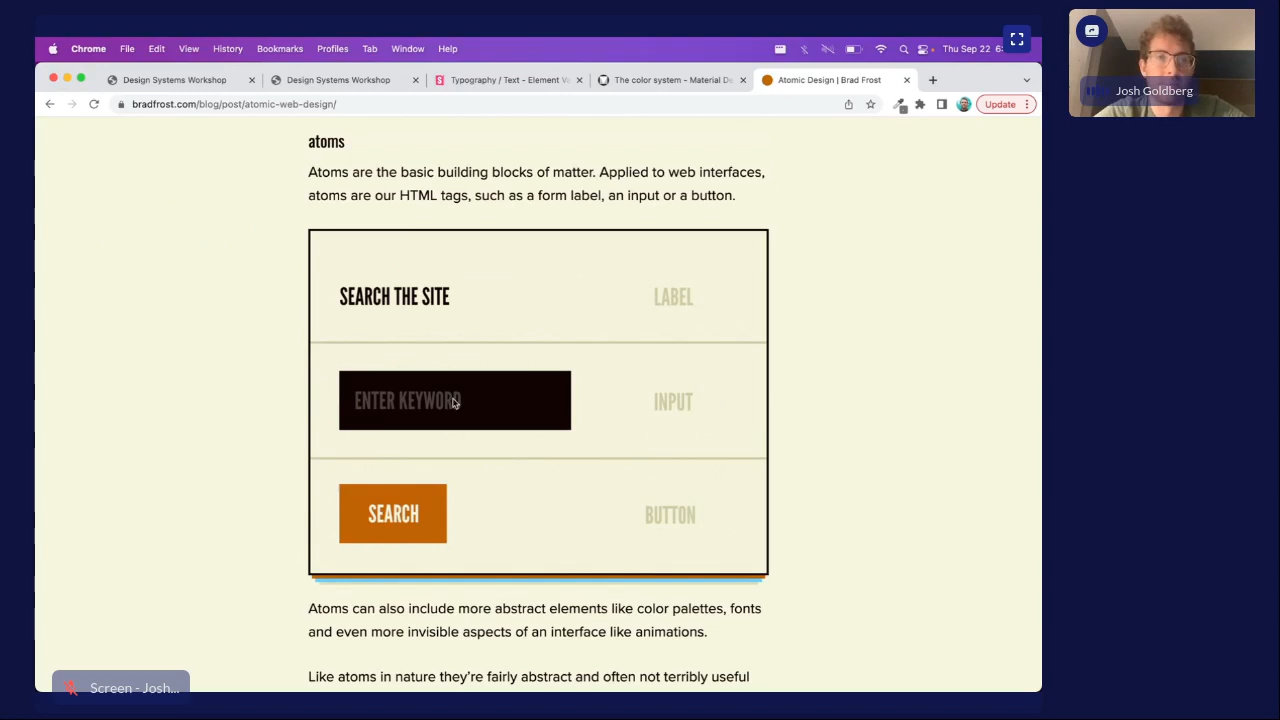 Chrome File Edit View History Bookmarks Profiles Tab Window Help Thu Sep 22 6:
Design Systems Workshop Design Systems Workshop Typography / Text - Element V The color system – Material De Atomic Design | Brad Frost
bradfrost.com/blog/post/atomic-web-design/ Update
Josh Goldberg
atoms
Atoms are the basic building blocks of matter. Applied to web interfaces,
atoms are our HTML tags, such as a form label, an input or a button.
SEARCH THE SITE LABEL
ENTER KEYWORD INPUT
SEARCH BUTTON
Atoms can also include more abstract elements like color palettes, fonts
and even more invisible aspects of an interface like animations.
Like atoms in nature they're fairly abstract and often not terribly useful
Screen - Josh...